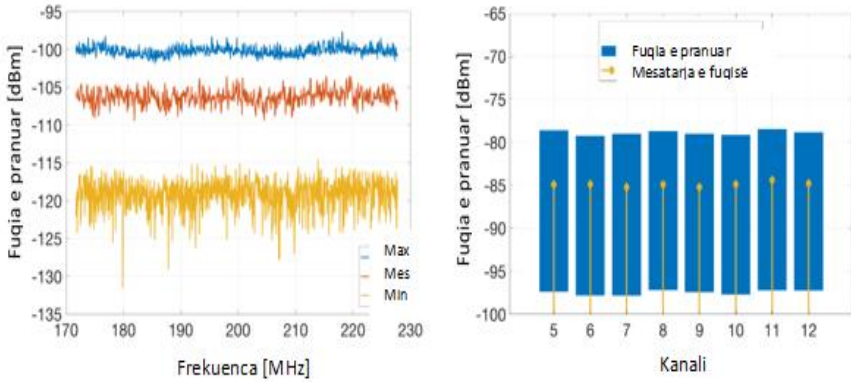 Fuqia e pranuar [dBm]
-95
-100
-105
-110
-115
-120
-125
-130
-135
170 180 190 200 210 220 230
Frekuenca [MHz]
Max
Mes
Min
Fuqia e pranuar [dBm]
-65
-70
-75
-80
-85
-90
-95
-100
5 6 7 8 9 10 11 12
Kanali
Fuqia e pranuar
Mesatarja e fuqisë